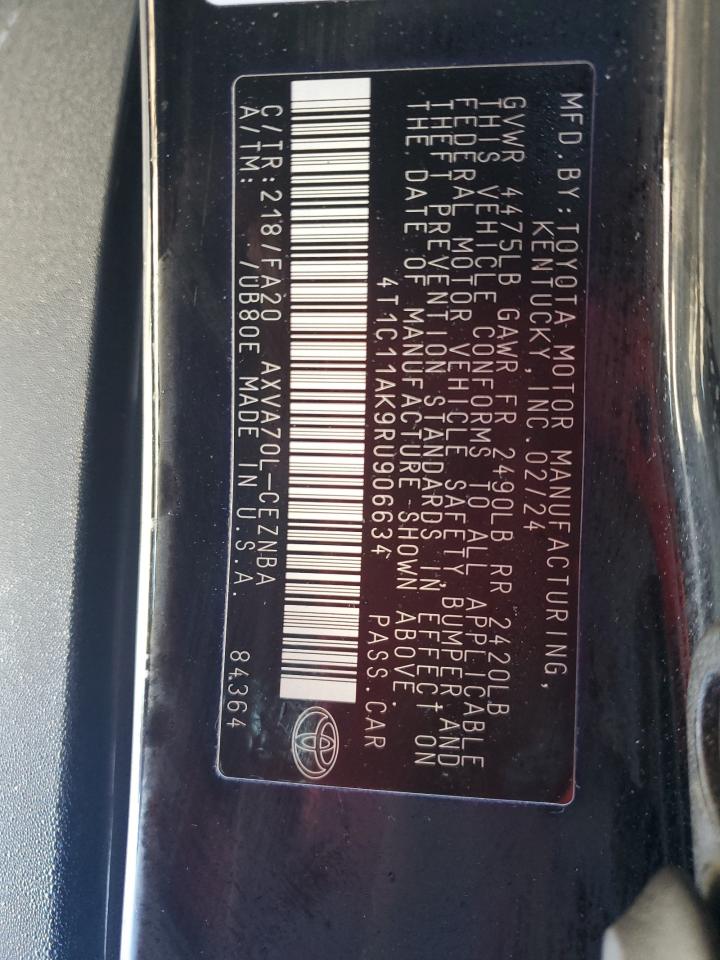 MFD.BY:TOYOTA MOTOR MANUFACTURING,
KENTUCKY,INC.02/24
GVWR 4475LB GAWR FR 2490LB RR 2420LB
THIS VEHICLE CONFORMS TO ALL APPLICABLE
FEDERAL MOTOR VEHICLE SAFETY,BUMPER,AND
THEFT PREVENTION STANDARDS IN EFFECT ON
THE DATE OF MANUFACTURE SHOWN ABOVE.
4T1C11AK9RU906634 PASS.CAR
C/TR:218/FA20 AXVA70L-CEZNBA
A/TM: /UB80E MADE IN U.S.A. 84364